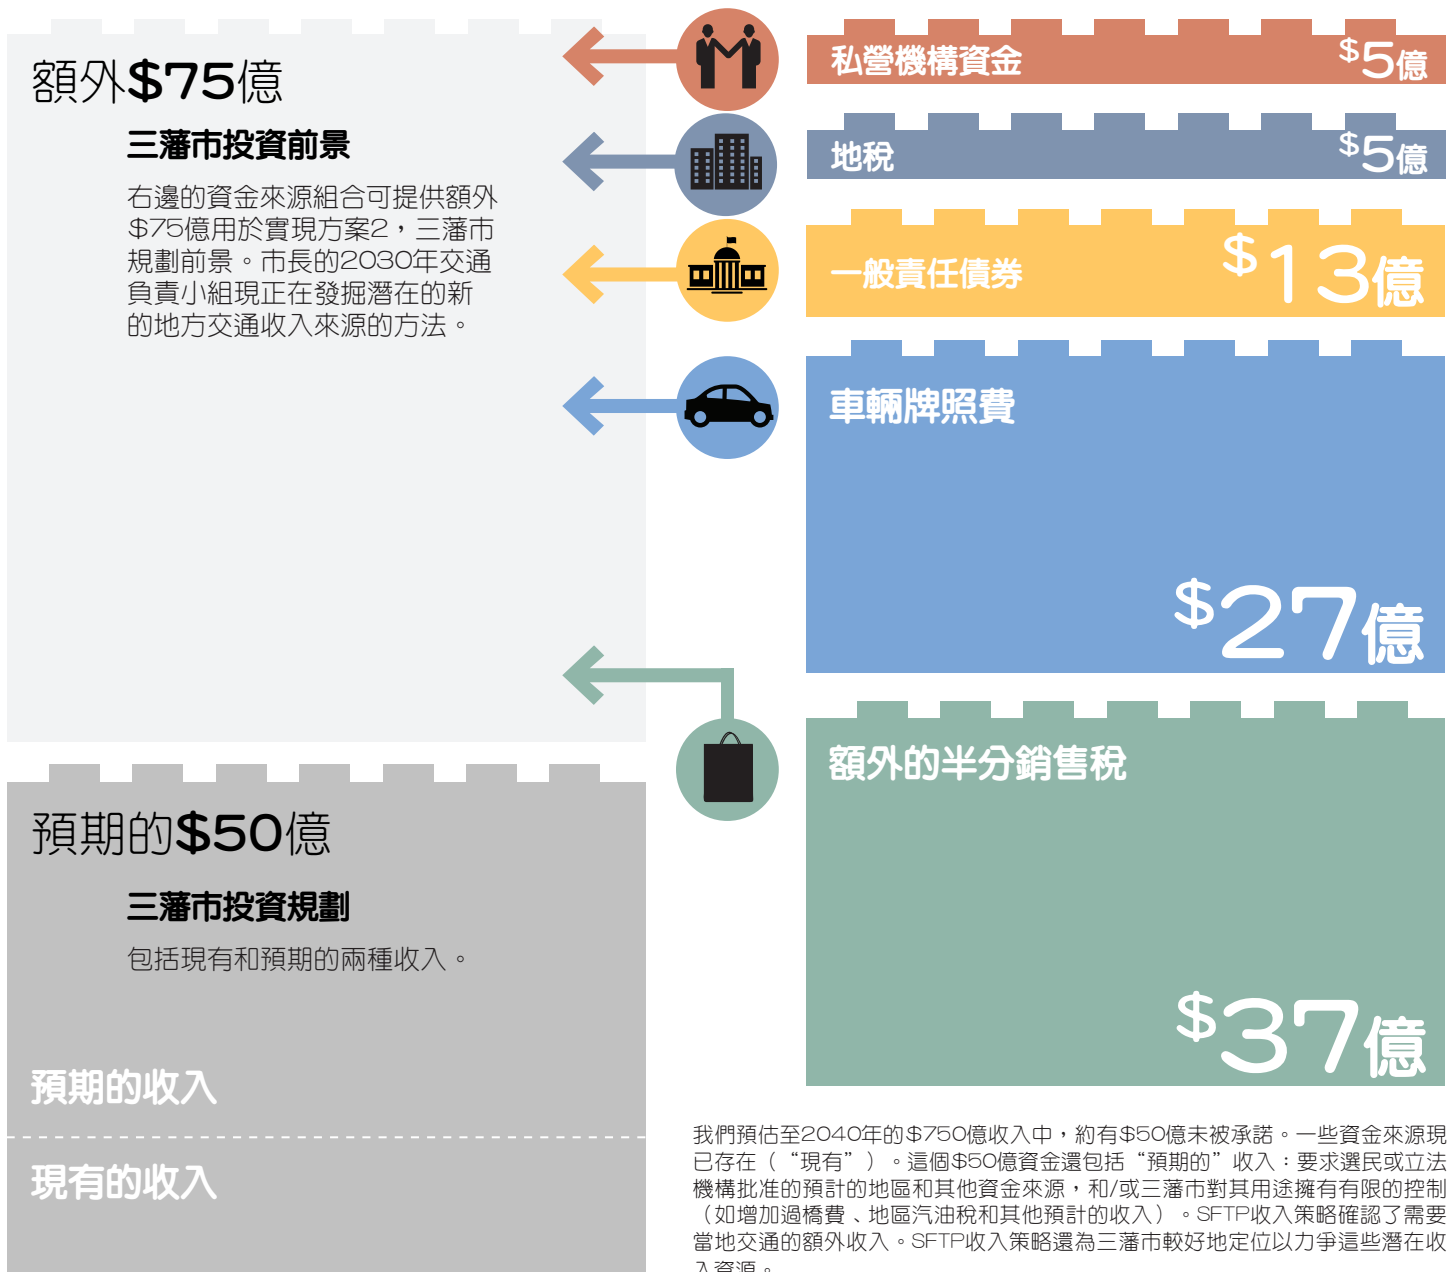 額外$75億
三藩市投資前景
右邊的資金來源組合可提供額外
$75億用於實現方案2，三藩市
規劃前景。市長的2030年交通
負責小組現正在發掘潛在的新
的地方交通收入來源的方法。
私營機構資金 $5億
地稅 $5億
一般責任債券 $13億
車輛牌照費
$27億
額外的半分銷售稅
$37億
預期的$50億
三藩市投資規劃
包括現有和預期的兩種收入。
預期的收入
現有的收入
我們預估至2040年的$750億收入中，約有$50億未被承諾。一些資金來源現
已存在（“現有”）。這個$50億資金還包括“預期的”收入：要求選民或立法
機構批准的預計的地區和其他資金來源，和/或三藩市對其用途擁有有限的控制
（如增加過橋費、地區汽油稅和其他預計的收入）。SFTP收入策略確認了需要
當地交通的額外收入。SFTP收入策略還為三藩市較好地定位以力爭這些潛在收
入資源。